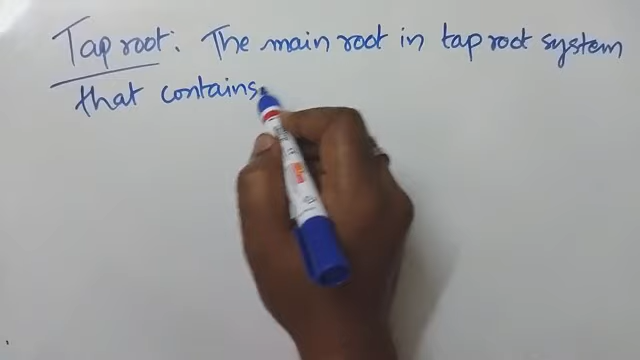 Tap root: The main root in tap root system
that contains